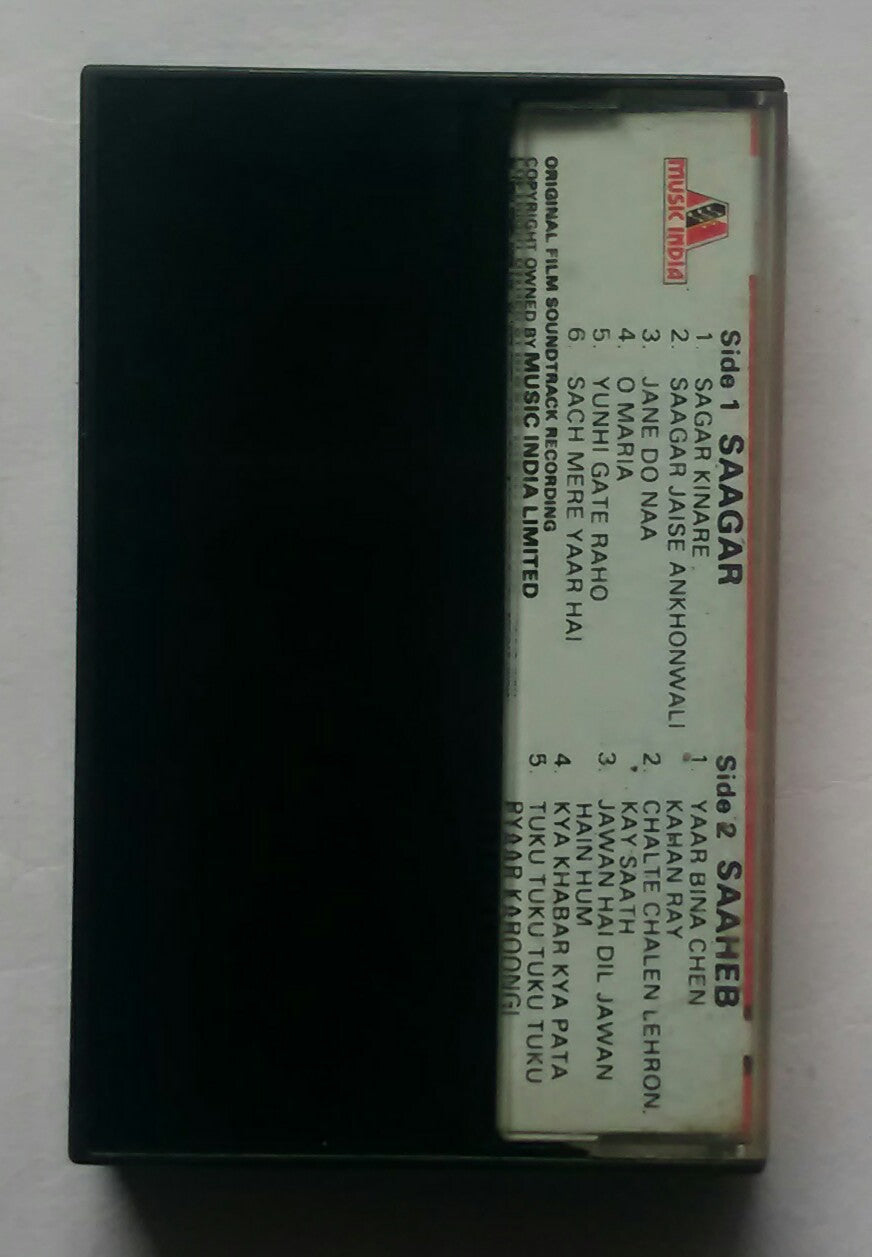 MUSIC INDIA
Side 1 SAAGAR
1. SAGAR KINARE
2. SAAGAR JAISE ANKHONWALI
3. JANE DO NAA
4. O MARIA
5. YUNHI GATE RAHO
6. SACH MERE YAAR HAI
ORIGINAL FILM SOUNDTRACK RECORDING
COPYRIGHT OWNED BY MUSIC INDIA LIMITED
Side 2 SAAHEB
1. YAAR BINA CHEN
KAHAN RAY
2. CHALTE CHALEN LEHRON.
KAY SAATH
3. JAWAN HAI DIL JAWAN
HAIN HUM
4. KYA KHABAR KYA PATA
5. TUKU TUKU TUKU TUKU
PYAAR KAROONGI